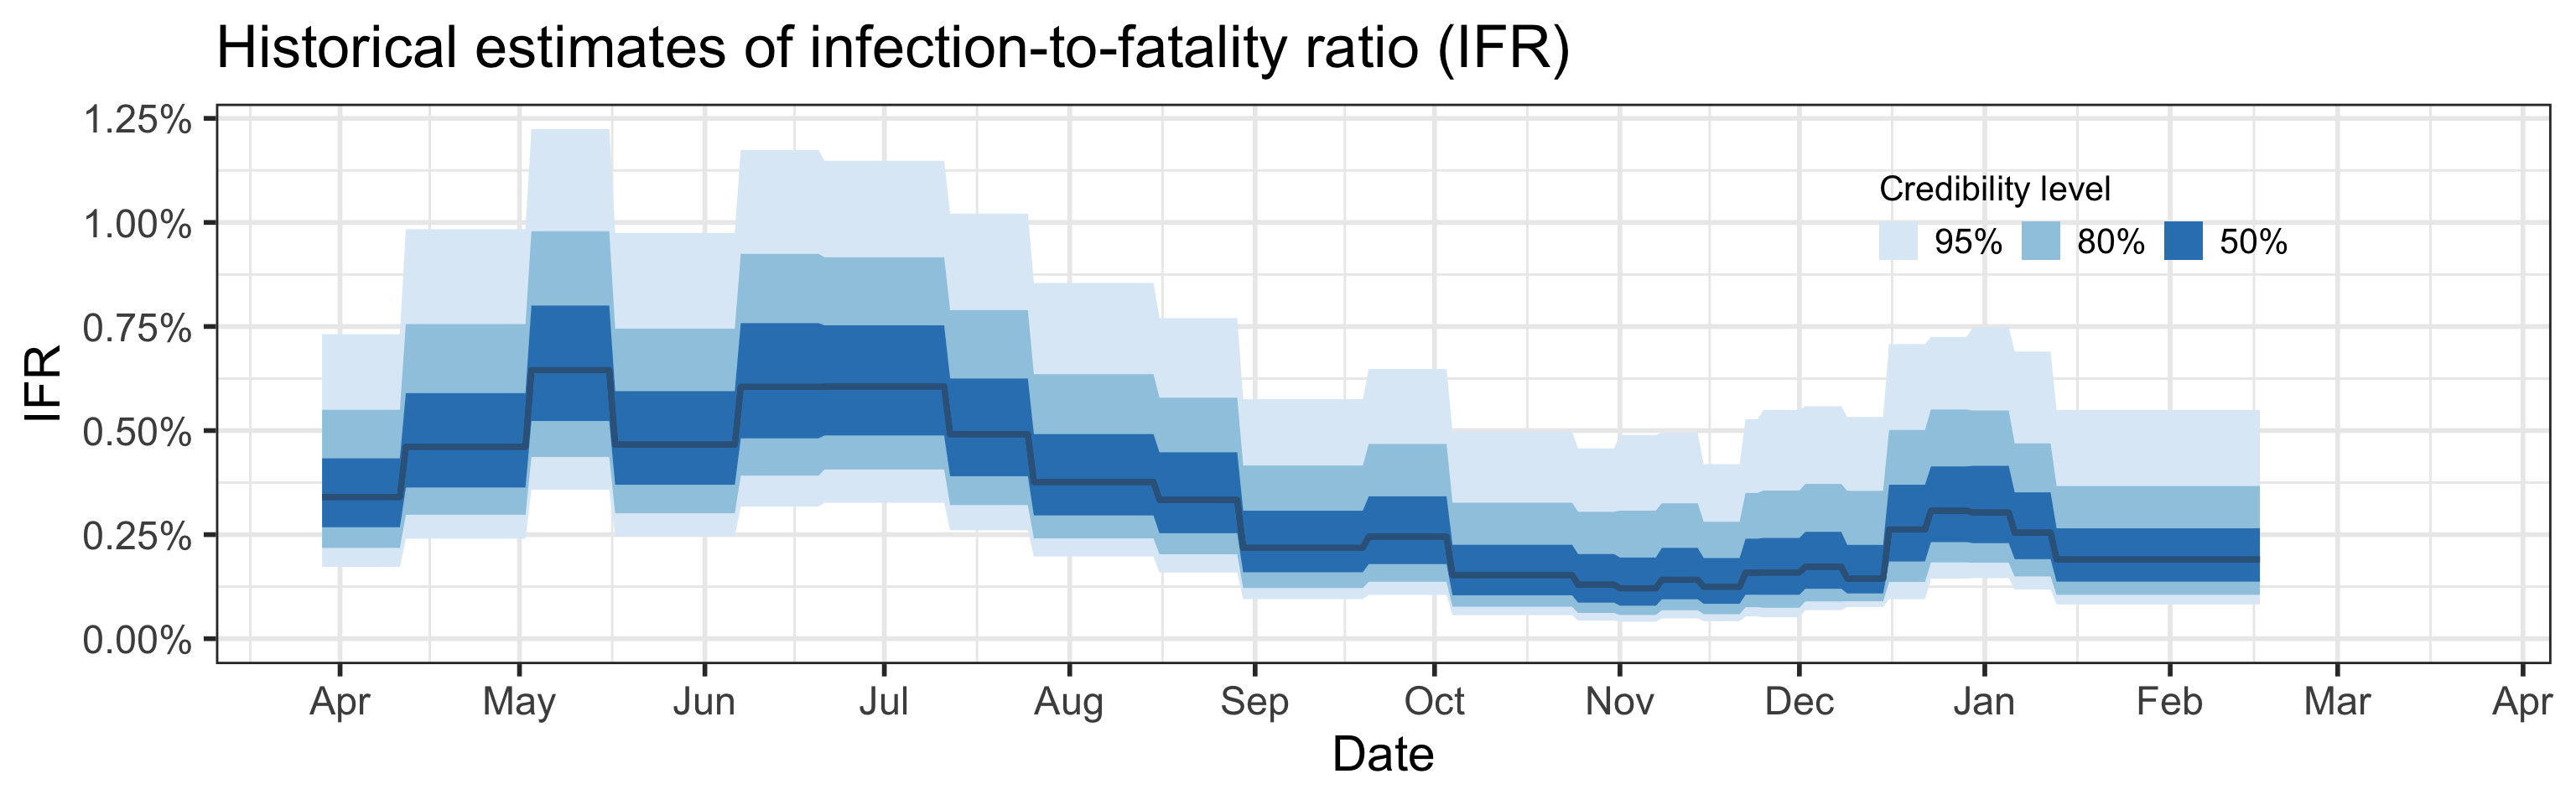 Historical estimates of infection-to-fatality ratio (IFR)
1.25%
1.00%
0.75%
0.50%
0.25%
0.00%
IFR
Credibility level
95% 80% 50%
Apr May Jun Jul Aug Sep Oct Nov Dec Jan Feb Mar Apr
Date